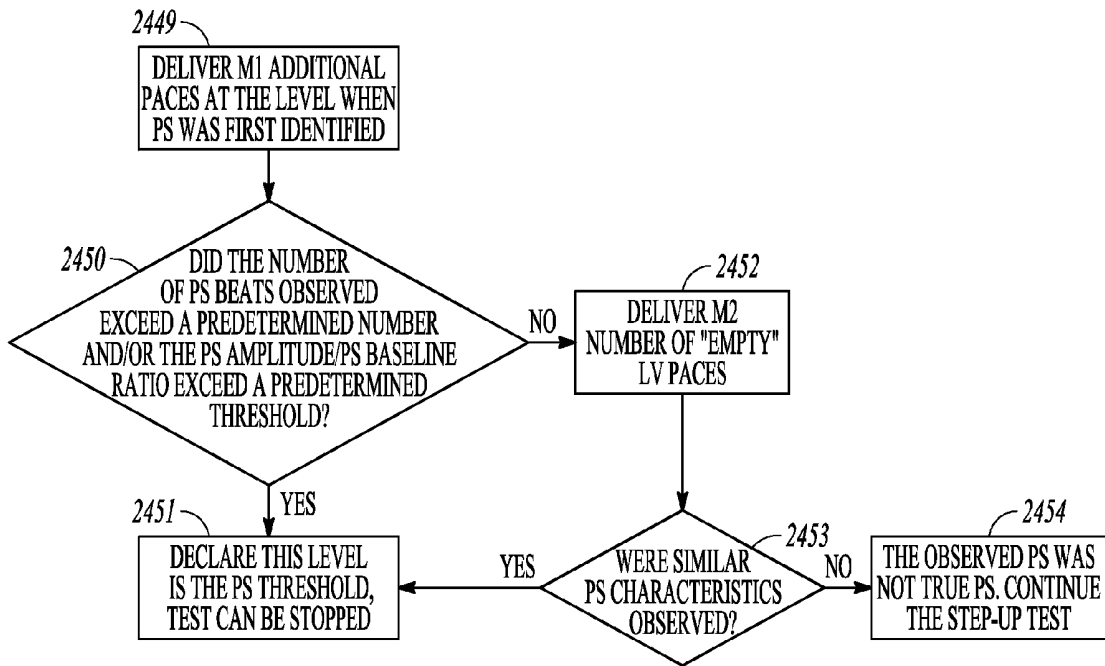 2449
DELIVER M1 ADDITIONAL
PACES AT THE LEVEL WHEN
PS WAS FIRST IDENTIFIED
2450
DID THE NUMBER
OF PS BEATS OBSERVED
EXCEED A PREDETERMINED NUMBER
AND/OR THE PS AMPLITUDE/PS BASELINE
RATIO EXCEED A PREDETERMINED
THRESHOLD?
NO
2452
DELIVER M2
NUMBER OF "EMPTY"
LV PACES
YES
2451
DECLARE THIS LEVEL
IS THE PS THRESHOLD,
TEST CAN BE STOPPED
YES
2453
WERE SIMILAR
PS CHARACTERISTICS
OBSERVED?
NO
2454
THE OBSERVED PS WAS
NOT TRUE PS. CONTINUE
THE STEP-UP TEST